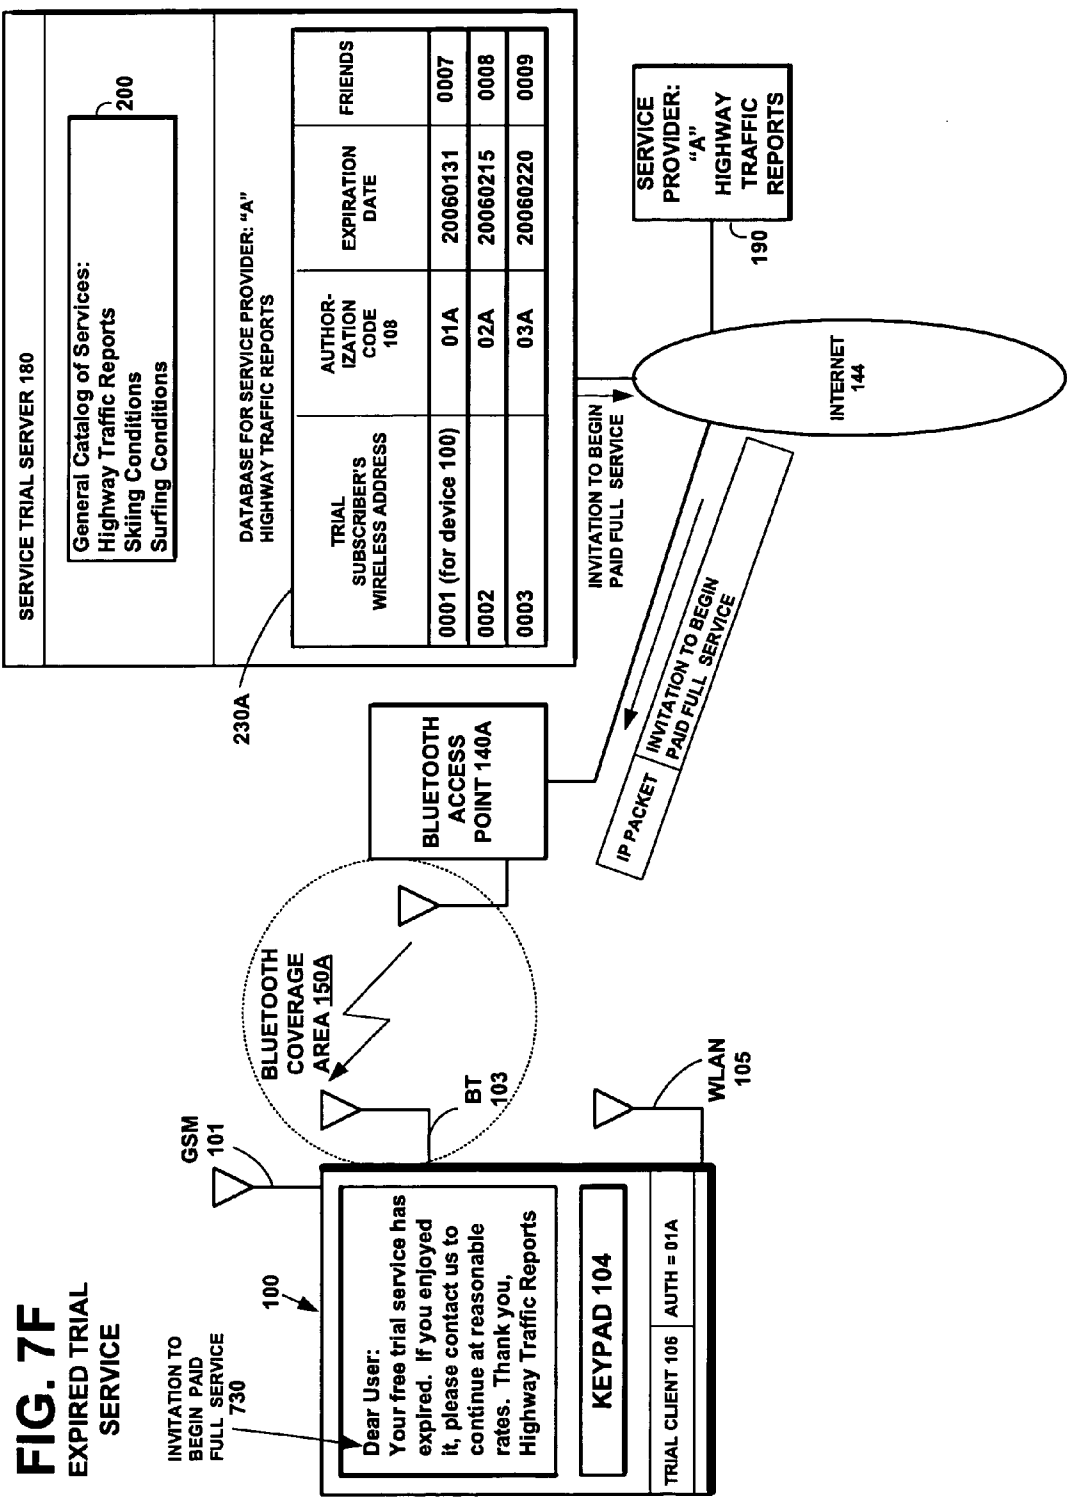 FIG. 7F
EXPIRED TRIAL
SERVICE
INVITATION TO
BEGIN PAID
FULL SERVICE
730
100
GSM
101
Dear User:
Your free trial service has
expired. If you enjoyed
it, please contact us to
continue at reasonable
rates. Thank you,
Highway Traffic Reports
KEYPAD 104
TRIAL CLIENT 106
AUTH = 01A
BT
103
WLAN
105
BLUETOOTH
COVERAGE
AREA 150A
BLUETOOTH
ACCESS
POINT 140A
IP PACKET
INVITATION TO BEGIN
PAID FULL SERVICE
SERVICE TRIAL SERVER 180
General Catalog of Services:
Highway Traffic Reports
Skiing Conditions
Surfing Conditions
200
DATABASE FOR SERVICE PROVIDER: "A"
HIGHWAY TRAFFIC REPORTS
230A
TRIAL
SUBSCRIBER'S
WIRELESS ADDRESS
AUTHOR-
IZATION
CODE
108
EXPIRATION
DATE
FRIENDS
0001 (for device 100) 01A 20060131 0007
0002 02A 20060215 0008
0003 03A 20060220 0009
INVITATION TO BEGIN
PAID FULL SERVICE
INTERNET
144
190
SERVICE
PROVIDER:
"A"
HIGHWAY
TRAFFIC
REPORTS